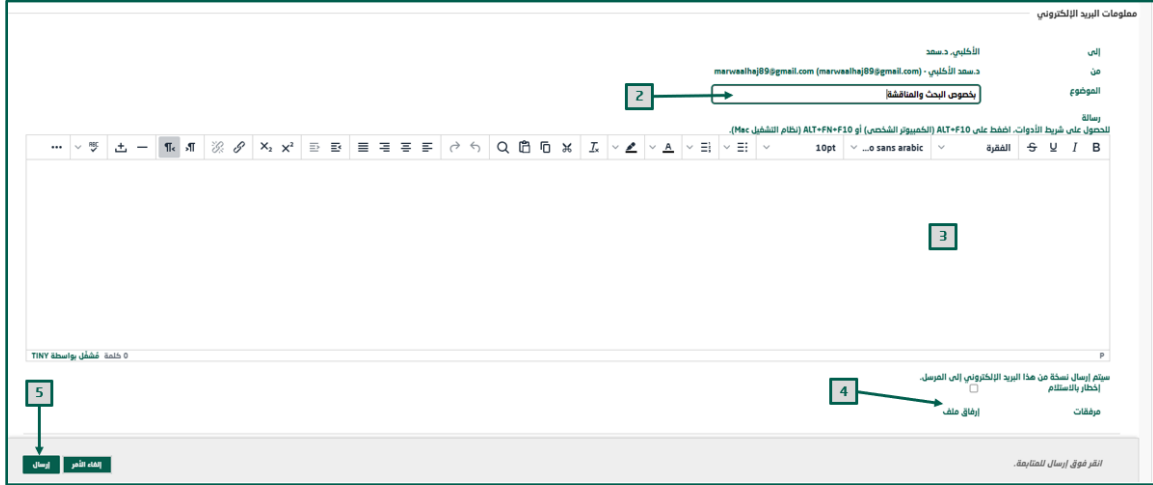 معلومات البريد الإلكتروني
إلى الأكلبي, د.سعد
من د.سعد الأكلبي - marwaalhaj89@gmail.com (marwaalhaj89@gmail.com)
الموضوع بخصوص البحث والمناقشة 2
رسالة
للحصول على شريط الأدوات، اضغط على ALT+F10 (الكمبيوتر الشخصي) أو ALT+FN+F10 (نظام التشغيل Mac).
B I U S الفقرة ...o sans arabic 10pt
3
P 0 كلمة مُشغَّل بواسطة TINY
سيتم إرسال نسخة من هذا البريد الإلكتروني إلى المرسل.
إخطار بالاستلام
4 5
مرفقات إرفاق ملف
انقر فوق إرسال للمتابعة. إلغاء الأمر إرسال